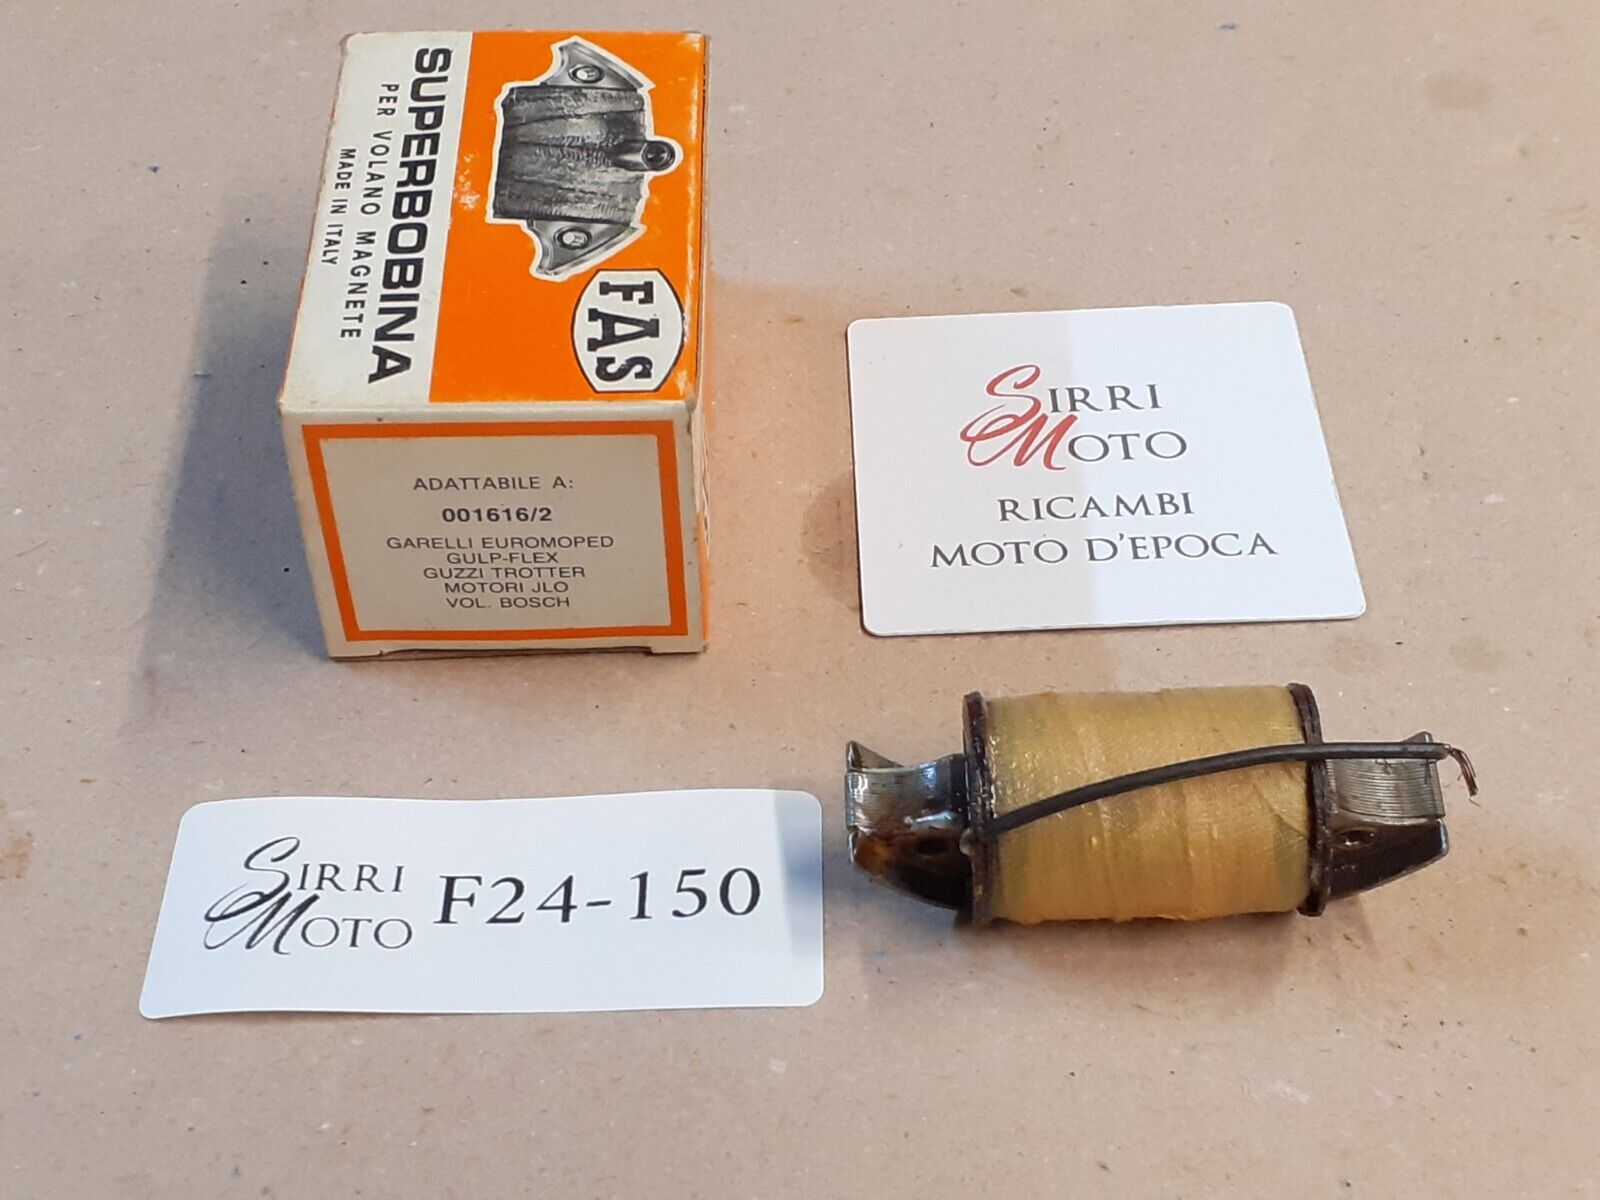 SUPERBOBINA
PER VOLANO MAGNETE
MADE IN ITALY
FAS
ADATTABILE A:
001616/2
GARELLI EUROMOPED
GULP-FLEX
GUZZI TROTTER
MOTORI JLO
VOL. BOSCH
SIRRI
MOTO
RICAMBI
MOTO D'EPOCA
SIRRI
MOTO
F24-150